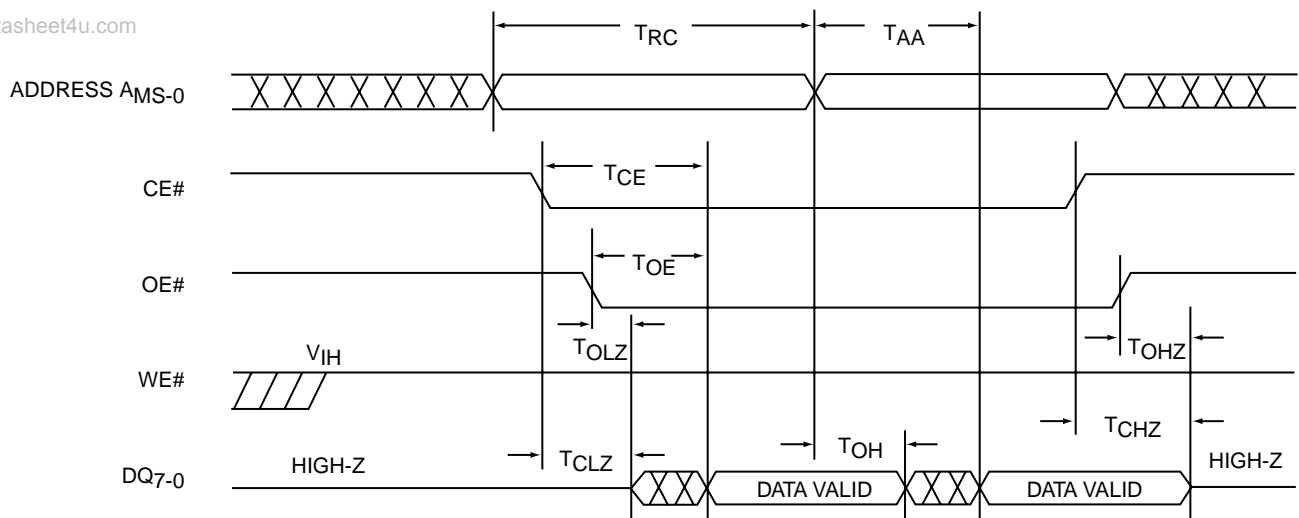 tasheet4u.com
TRC
TAA
ADDRESS AMS-0
CE#
TCE
OE#
TOE
TOLZ
TOHZ
VIH
WE#
TCHZ
TOH
TCLZ
HIGH-Z
HIGH-Z
DQ7-0
DATA VALID
DATA VALID